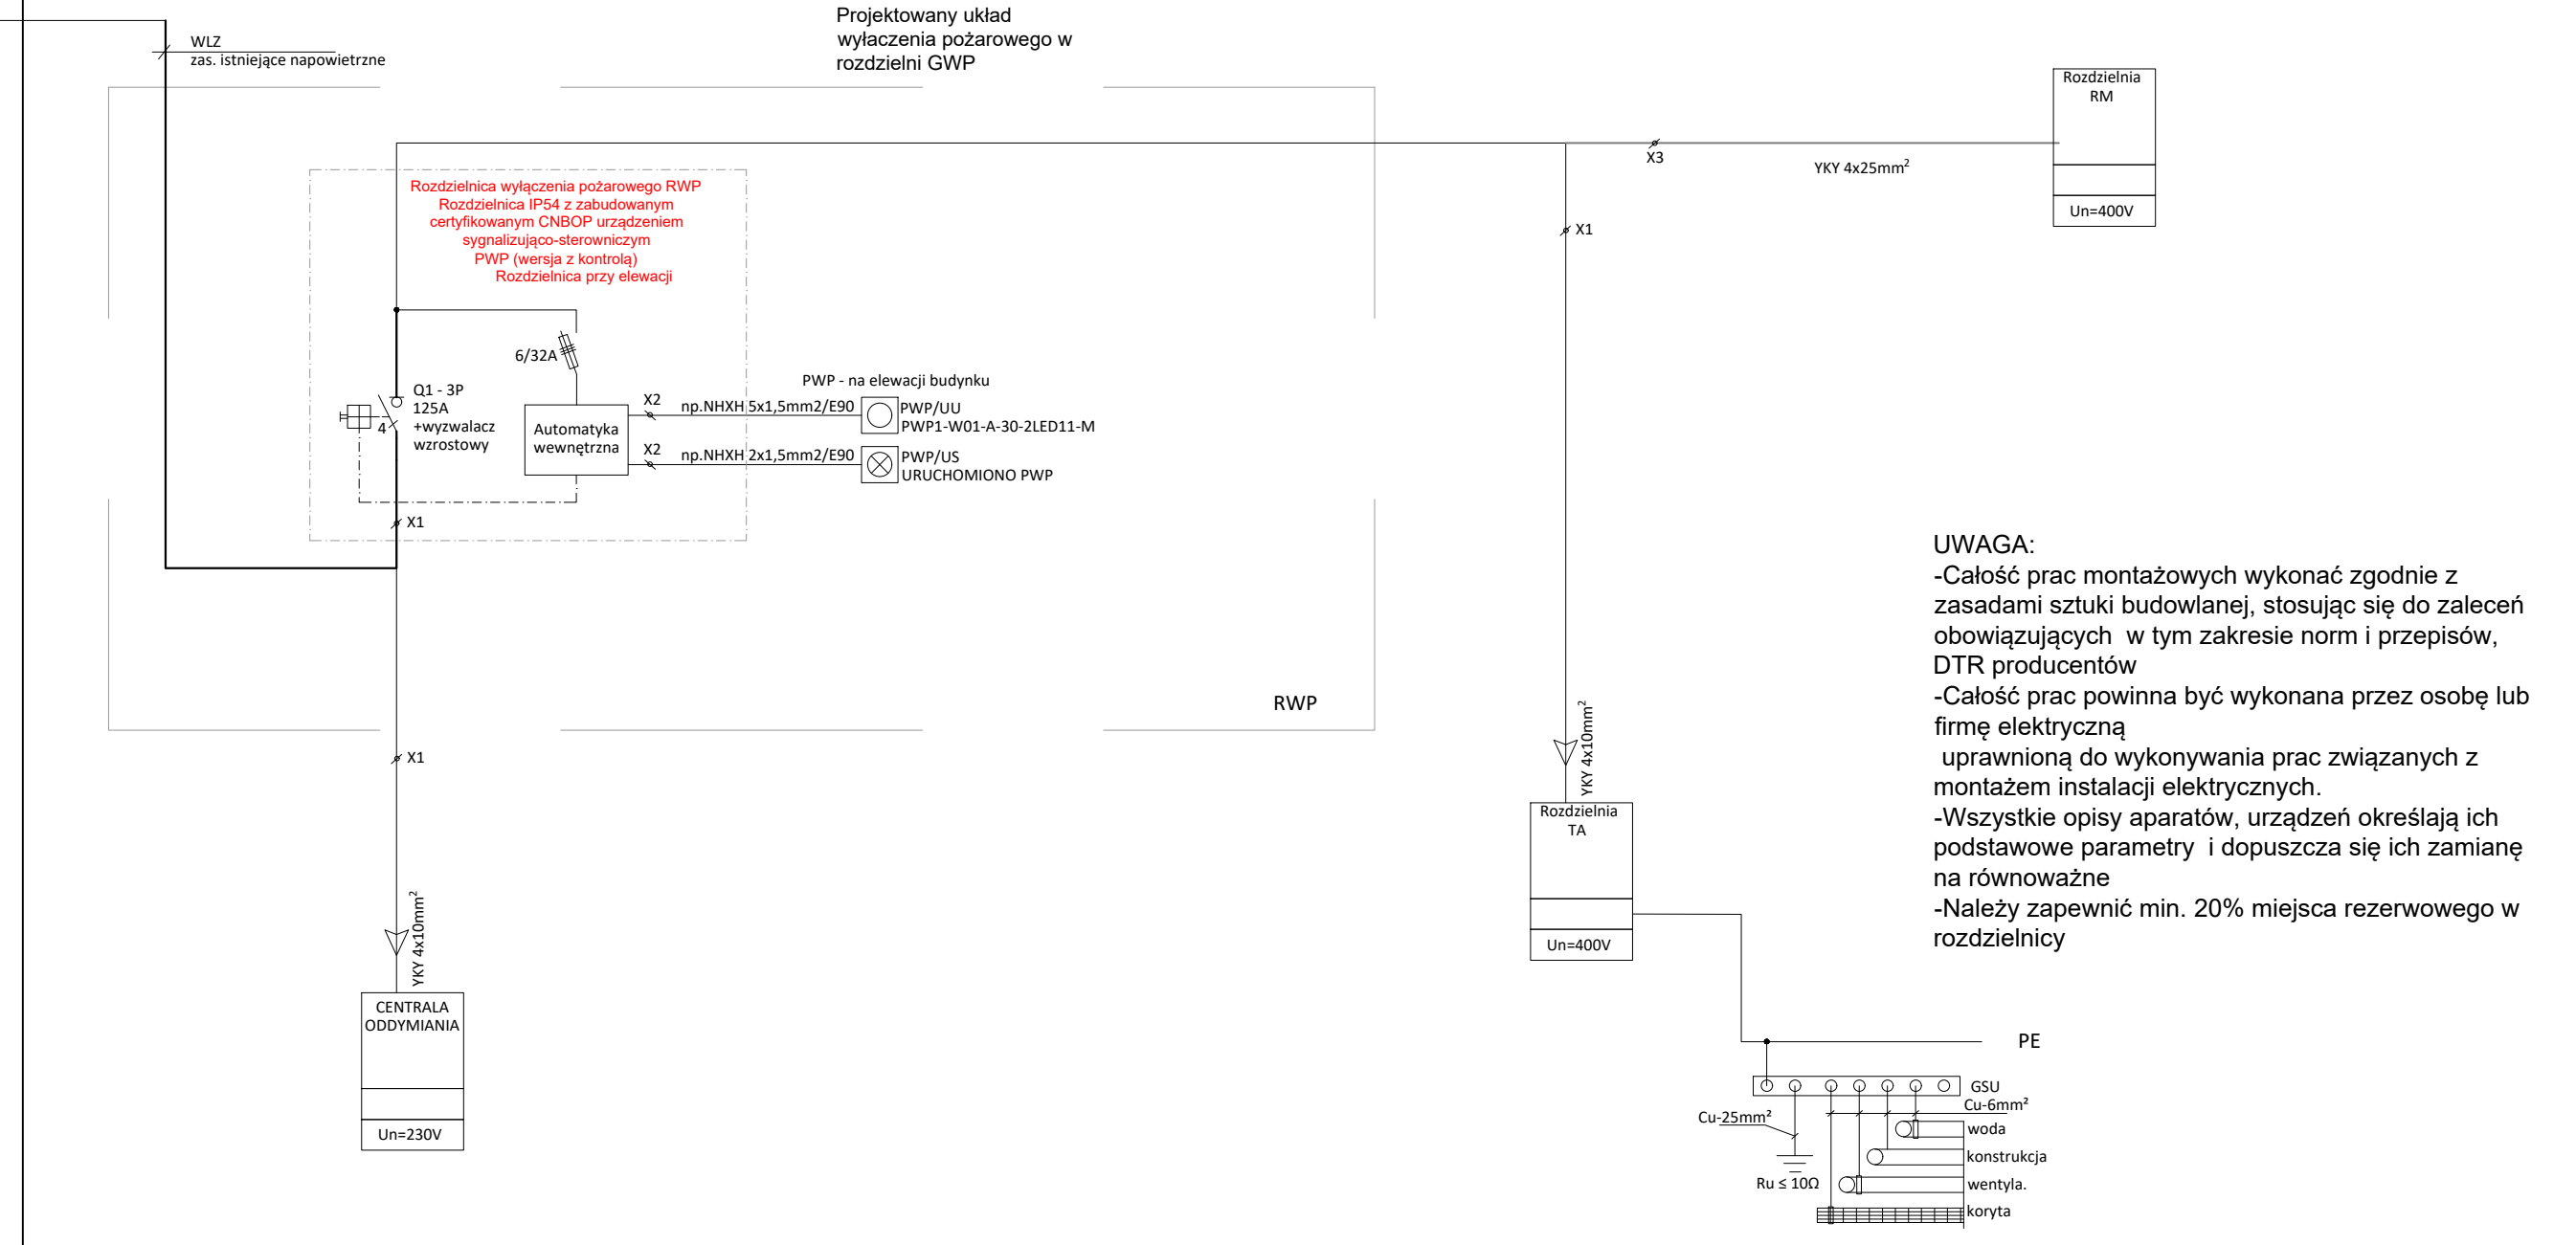 Projektowany układ
wyłaczenia pożarowego w
rozdzielni GWP
WLZ
zas. istniejące napowietrzne
Rozdzielnia
RM
Un=400V
X3
YKY 4x25mm²
X1
Rozdzielnica wyłączenia pożarowego RWP
Rozdzielnica IP54 z zabudowanym
certyfikowanym CNBOP urządzeniem
sygnalizująco-sterowniczym
PWP (wersja z kontrolą)
Rozdzielnica przy elewacji
6/32A
Q1 - 3P
125A
+wyzwalacz
wzrostowy
4
Automatyka
wewnętrzna
X2
np.NHXH 5x1,5mm2/E90
PWP - na elewacji budynku
PWP/UU
PWP1-W01-A-30-2LED11-M
X2
np.NHXH 2x1,5mm2/E90
PWP/US
URUCHOMIONO PWP
X1
RWP
X1
YKY 4x10mm²
CENTRALA
ODDYMIANIA
Un=230V
YKY 4x10mm²
Rozdzielnia
TA
Un=400V
UWAGA:
-Całość prac montażowych wykonać zgodnie z
zasadami sztuki budowlanej, stosując się do zaleceń
obowiązujących w tym zakresie norm i przepisów,
DTR producentów
-Całość prac powinna być wykonana przez osobę lub
firmę elektryczną
uprawnioną do wykonywania prac związanych z
montażem instalacji elektrycznych.
-Wszystkie opisy aparatów, urządzeń określają ich
podstawowe parametry i dopuszcza się ich zamianę
na równoważne
-Należy zapewnić min. 20% miejsca rezerwowego w
rozdzielnicy
PE
GSU
Cu-25mm²
Cu-6mm²
woda
konstrukcja
wentyla.
koryta
Ru ≤ 10Ω